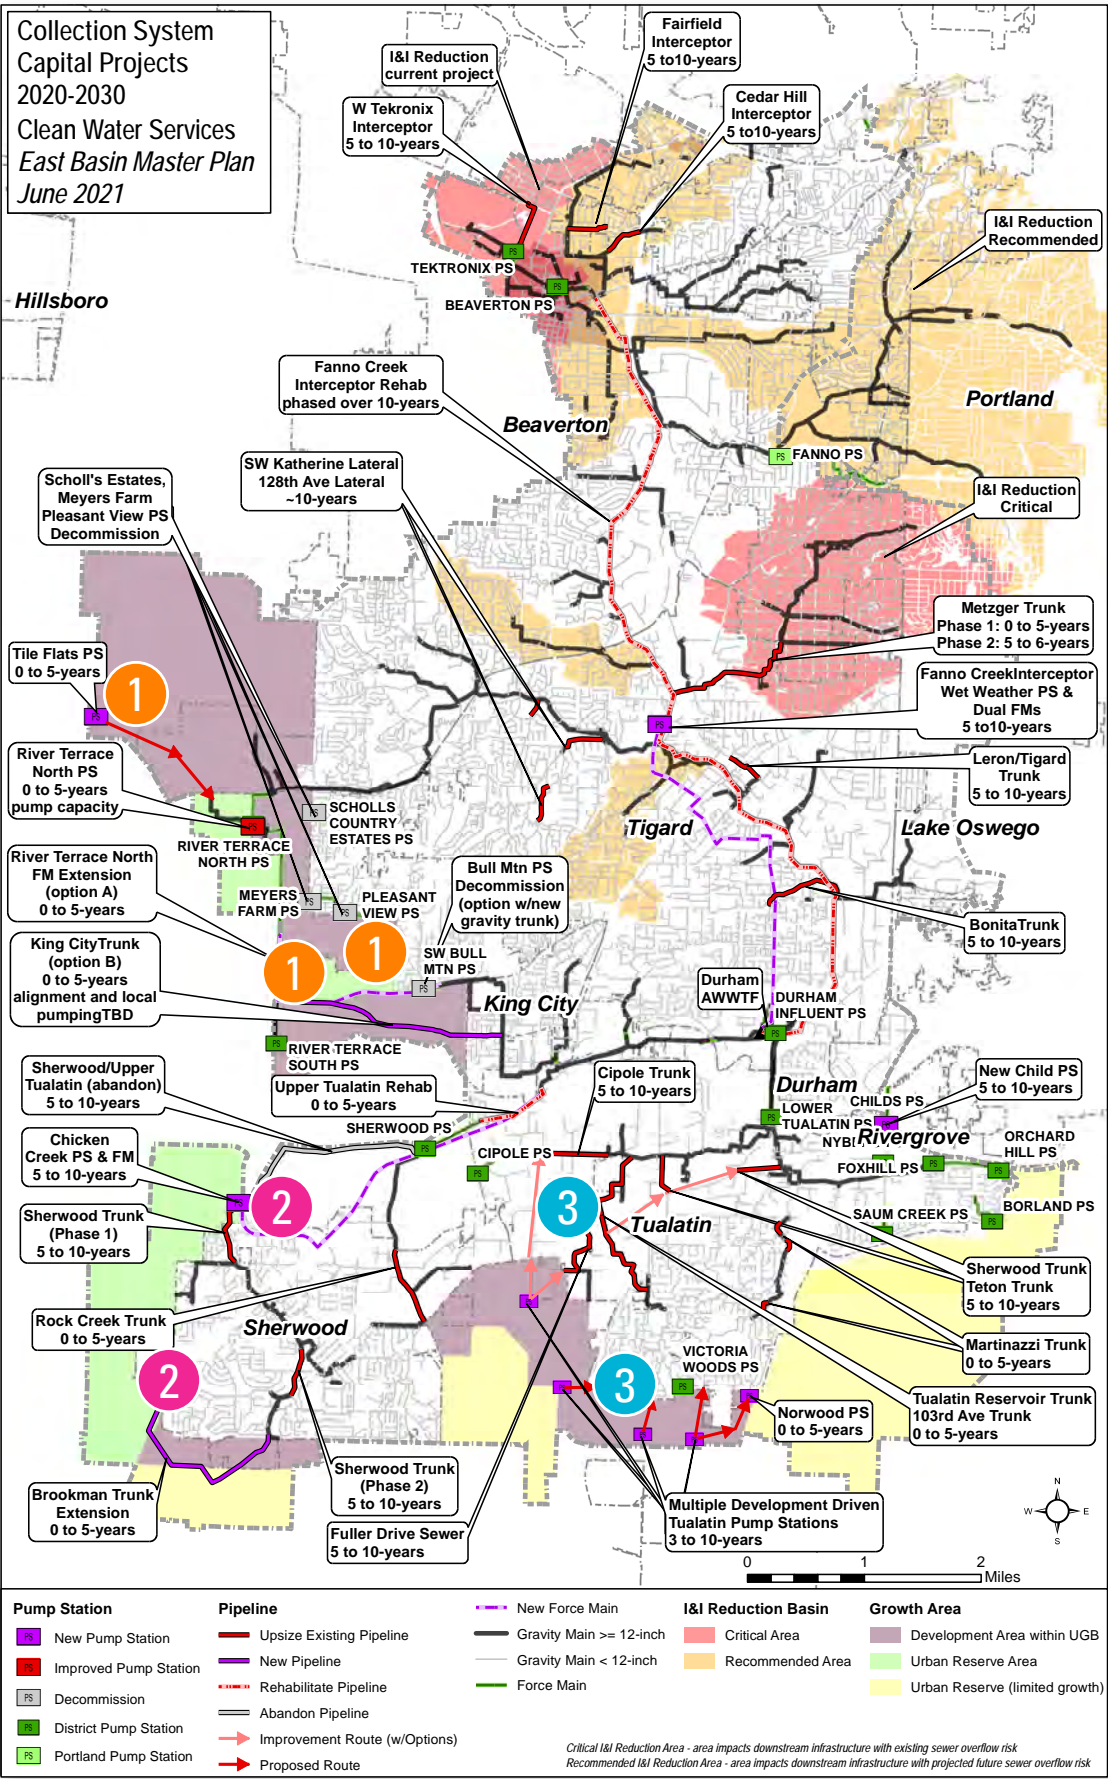 Collection System
Capital Projects
2020-2030
Clean Water Services
East Basin Master Plan
June 2021
Fairfield
Interceptor
5 to10-years
I&I Reduction
current project
W Tekronix
Interceptor
5 to 10-years
Cedar Hill
Interceptor
5 to10-years
I&I Reduction
Recommended
TEKTRONIX PS
BEAVERTON PS
Hillsboro
Fanno Creek
Interceptor Rehab
phased over 10-years
Beaverton
Portland
FANNO PS
SW Katherine Lateral
128th Ave Lateral
~10-years
Scholl's Estates,
Meyers Farm
Pleasant View PS
Decommission
I&I Reduction
Critical
Metzger Trunk
Phase 1: 0 to 5-years
Phase 2: 5 to 6-years
Tile Flats PS
0 to 5-years
1
Fanno CreekInterceptor
Wet Weather PS &
Dual FMs
5 to10-years
River Terrace
North PS
0 to 5-years
pump capacity
Leron/Tigard
Trunk
5 to 10-years
SCHOLLS
COUNTRY
ESTATES PS
RIVER TERRACE
NORTH PS
Tigard
Lake Oswego
River Terrace North
FM Extension
(option A)
0 to 5-years
MEYERS
FARM PS
PLEASANT
VIEW PS
Bull Mtn PS
Decommission
(option w/new
gravity trunk)
BonitaTrunk
5 to 10-years
King CityTrunk
(option B)
0 to 5-years
alignment and local
pumpingTBD
1
1
SW BULL
MTN PS
King City
Durham
AWWTF
DURHAM
INFLUENT PS
RIVER TERRACE
SOUTH PS
Sherwood/Upper
Tualatin (abandon)
5 to 10-years
Upper Tualatin Rehab
0 to 5-years
Cipole Trunk
5 to 10-years
Durham
New Child PS
5 to 10-years
CHILDS PS
LOWER
TUALATIN PS
NYB
Rivergrove
SHERWOOD PS
CIPOLE PS
FOXHILL PS
ORCHARD
HILL PS
Chicken
Creek PS & FM
5 to 10-years
2
3
Sherwood Trunk
(Phase 1)
5 to 10-years
Tualatin
SAUM CREEK PS
BORLAND PS
Sherwood Trunk
Teton Trunk
5 to 10-years
Rock Creek Trunk
0 to 5-years
Sherwood
Martinazzi Trunk
0 to 5-years
2
3
VICTORIA
WOODS PS
Tualatin Reservoir Trunk
103rd Ave Trunk
0 to 5-years
Norwood PS
0 to 5-years
Brookman Trunk
Extension
0 to 5-years
Sherwood Trunk
(Phase 2)
5 to 10-years
Fuller Drive Sewer
5 to 10-years
Multiple Development Driven
Tualatin Pump Stations
3 to 10-years
N
W E
S
0 1 2
Miles
Pump Station
PS New Pump Station
PS Improved Pump Station
PS Decommission
PS District Pump Station
PS Portland Pump Station
Pipeline
Upsize Existing Pipeline
New Pipeline
Rehabilitate Pipeline
Abandon Pipeline
Improvement Route (w/Options)
Proposed Route
New Force Main
Gravity Main >= 12-inch
Gravity Main < 12-inch
Force Main
I&I Reduction Basin
Critical Area
Recommended Area
Growth Area
Development Area within UGB
Urban Reserve Area
Urban Reserve (limited growth)
Critical I&I Reduction Area - area impacts downstream infrastructure with existing sewer overflow risk
Recommended I&I Reduction Area - area impacts downstream infrastructure with projected future sewer overflow risk